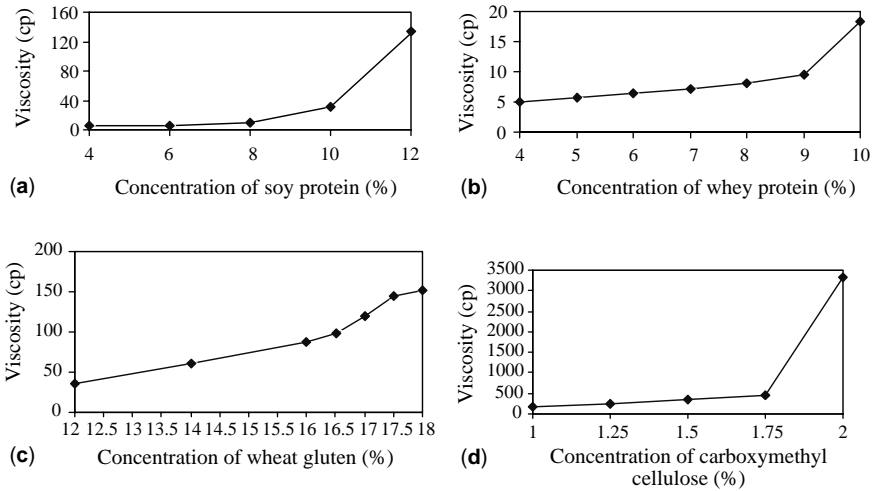 160
120
80
40
0
Viscosity (cp)
4 6 8 10 12
(a) Concentration of soy protein (%)
20
15
10
5
0
Viscosity (cp)
4 5 6 7 8 9 10
(b) Concentration of whey protein (%)
200
150
100
50
0
Viscosity (cp)
12 12.5 13 13.5 14 14.5 15 15.5 16 16.5 17 17.5 18
(c) Concentration of wheat gluten (%)
3500
3000
2500
2000
1500
1000
500
0
Viscosity (cp)
1 1.25 1.5 1.75 2
(d) Concentration of carboxymethyl
cellulose (%)